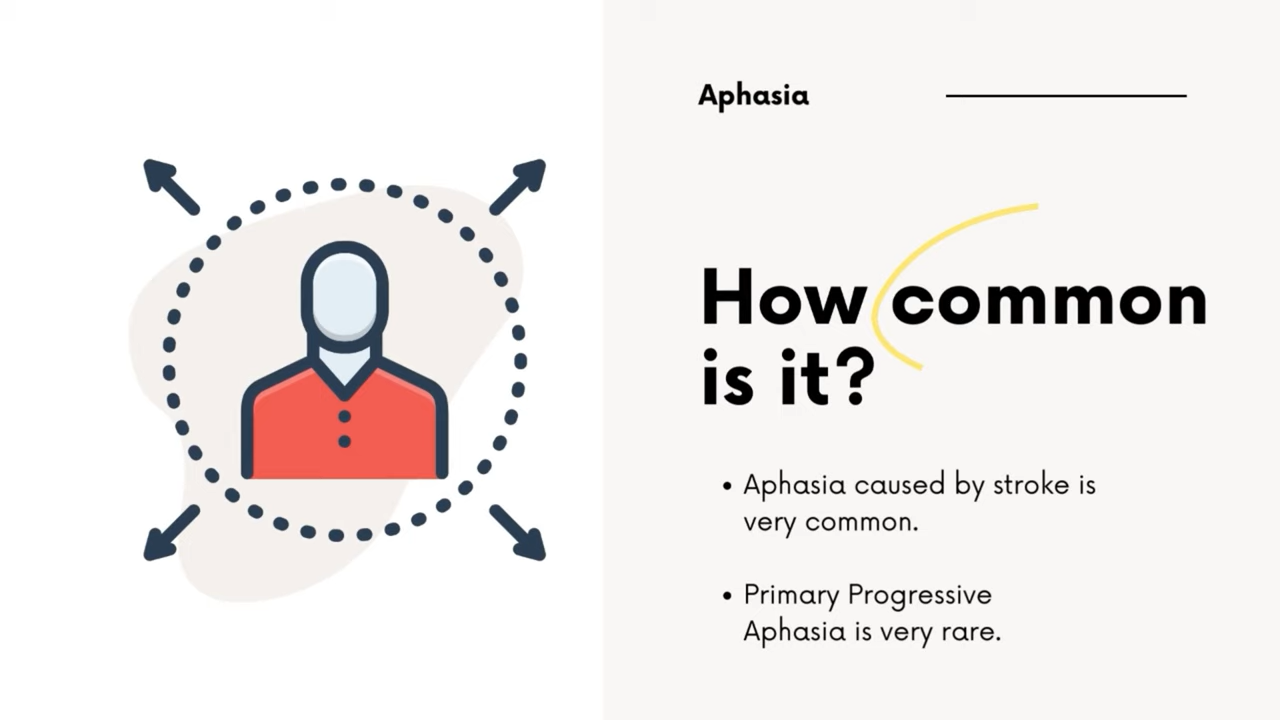 Aphasia
How common
is it?
• Aphasia caused by stroke is
very common.
• Primary Progressive
Aphasia is very rare.